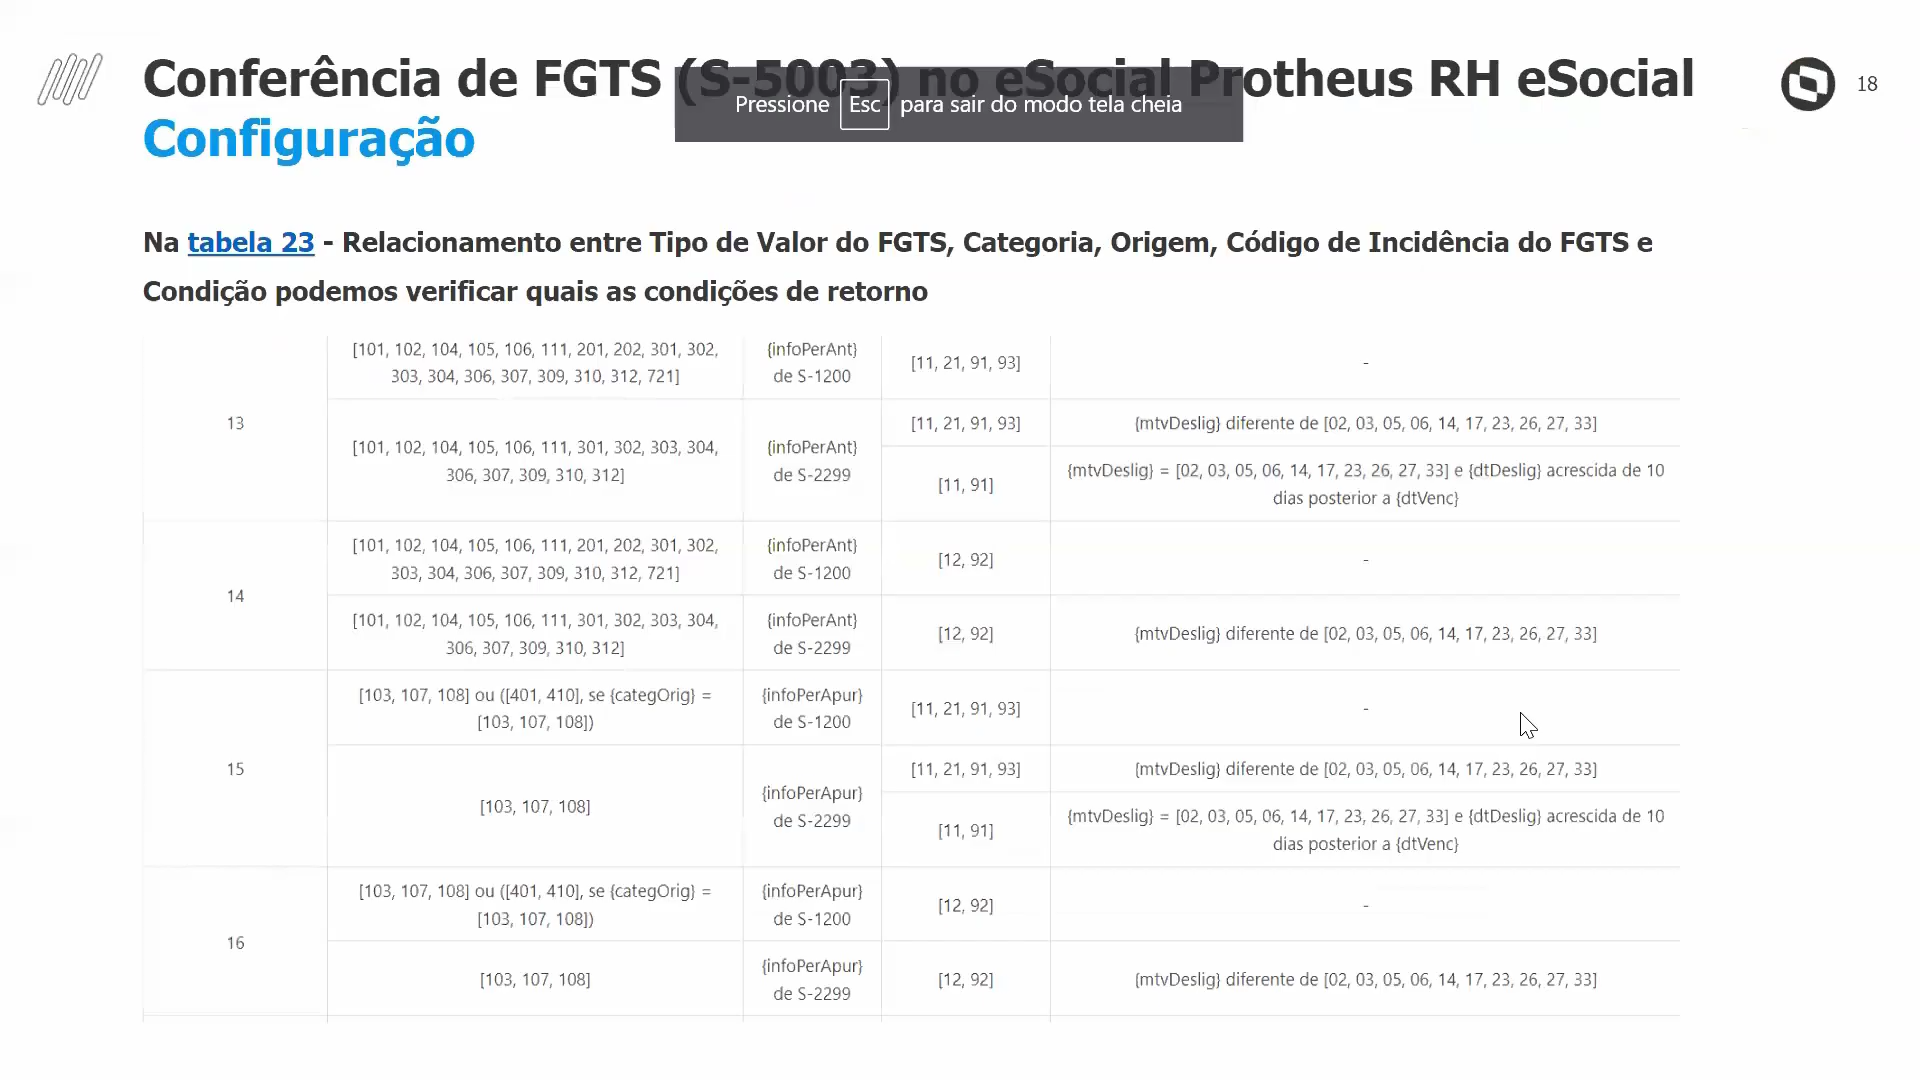 Conferência de FGTS (S-5003) no eSocial Protheus RH eSocial
Pressione Esc para sair do modo tela cheia
18
Configuração
Na tabela 23 - Relacionamento entre Tipo de Valor do FGTS, Categoria, Origem, Código de Incidência do FGTS e
Condição podemos verificar quais as condições de retorno
13
[101, 102, 104, 105, 106, 111, 201, 202, 301, 302,
303, 304, 306, 307, 309, 310, 312, 721]
{infoPerAnt}
de S-1200
[11, 21, 91, 93]
-
[101, 102, 104, 105, 106, 111, 301, 302, 303, 304,
306, 307, 309, 310, 312]
{infoPerAnt}
de S-2299
[11, 21, 91, 93]
{mtvDeslig} diferente de [02, 03, 05, 06, 14, 17, 23, 26, 27, 33]
[11, 91]
{mtvDeslig} = [02, 03, 05, 06, 14, 17, 23, 26, 27, 33] e {dtDeslig} acrescida de 10
dias posterior a {dtVenc}
14
[101, 102, 104, 105, 106, 111, 201, 202, 301, 302,
303, 304, 306, 307, 309, 310, 312, 721]
{infoPerAnt}
de S-1200
[12, 92]
-
[101, 102, 104, 105, 106, 111, 301, 302, 303, 304,
306, 307, 309, 310, 312]
{infoPerAnt}
de S-2299
[12, 92]
{mtvDeslig} diferente de [02, 03, 05, 06, 14, 17, 23, 26, 27, 33]
15
[103, 107, 108] ou ([401, 410], se {categOrig} =
[103, 107, 108])
{infoPerApur}
de S-1200
[11, 21, 91, 93]
-
[103, 107, 108]
{infoPerApur}
de S-2299
[11, 21, 91, 93]
{mtvDeslig} diferente de [02, 03, 05, 06, 14, 17, 23, 26, 27, 33]
[11, 91]
{mtvDeslig} = [02, 03, 05, 06, 14, 17, 23, 26, 27, 33] e {dtDeslig} acrescida de 10
dias posterior a {dtVenc}
16
[103, 107, 108] ou ([401, 410], se {categOrig} =
[103, 107, 108])
{infoPerApur}
de S-1200
[12, 92]
-
[103, 107, 108]
{infoPerApur}
de S-2299
[12, 92]
{mtvDeslig} diferente de [02, 03, 05, 06, 14, 17, 23, 26, 27, 33]